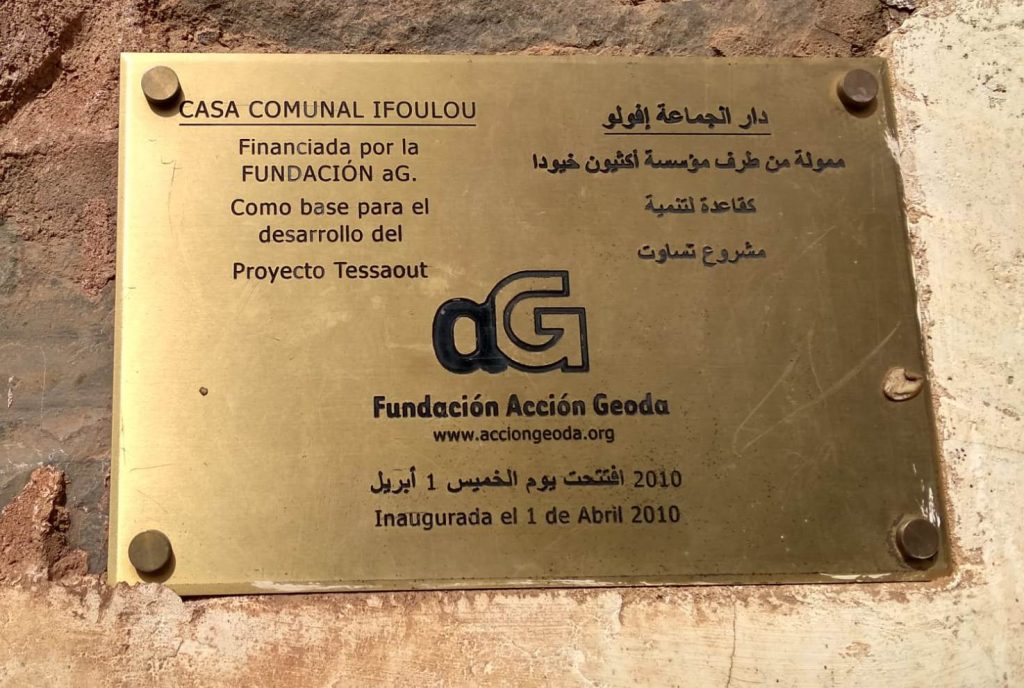 CASA COMUNAL IFOULOU
Financiada por la
FUNDACIÓN aG.
Como base para el
desarrollo del
Proyecto Tessaout
دار الجماعة إفولو
ممولة من طرف مؤسسة أكثيون خيودا
كقاعدة لتنمية
مشروع تساوت
aG
Fundación Acción Geoda
www.acciongeoda.org
افتتحت يوم الخميس 1 أبريل 2010
Inaugurada el 1 de Abril 2010